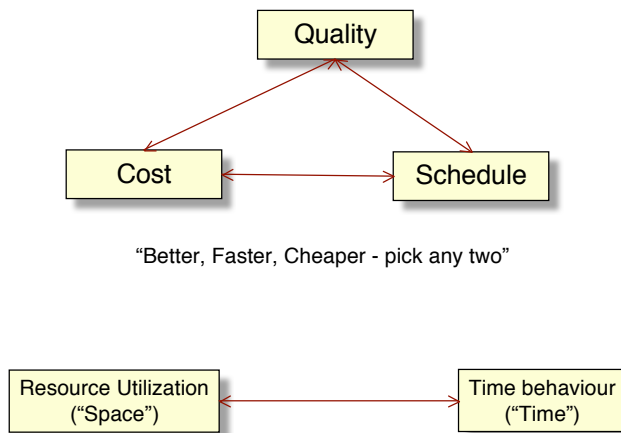 Quality
Cost
Schedule
“Better, Faster, Cheaper - pick any two”
Resource Utilization
(“Space”)
Time behaviour
(“Time”)